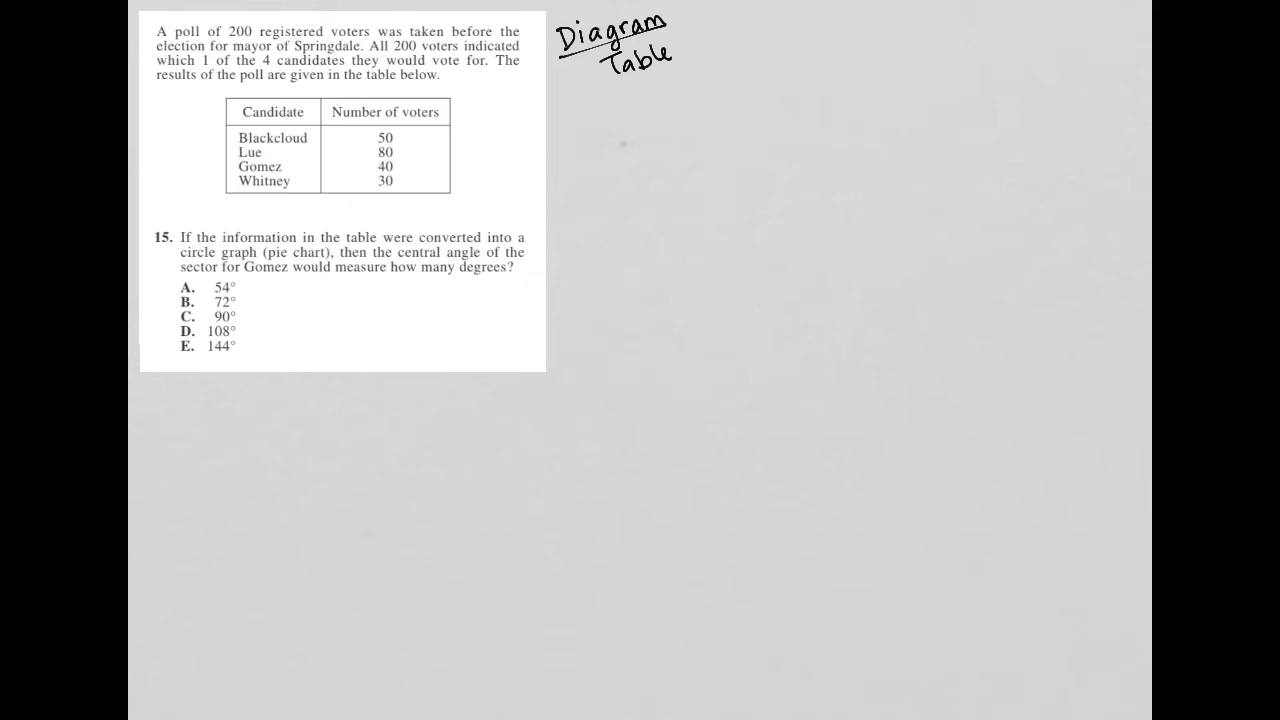 A poll of 200 registered voters was taken before the
election for mayor of Springdale. All 200 voters indicated
which 1 of the 4 candidates they would vote for. The
results of the poll are given in the table below.
Candidate Number of voters
Blackcloud 50
Lue 80
Gomez 40
Whitney 30
15. If the information in the table were converted into a
circle graph (pie chart), then the central angle of the
sector for Gomez would measure how many degrees?
A. 54°
B. 72°
C. 90°
D. 108°
E. 144°
Diagram
Table